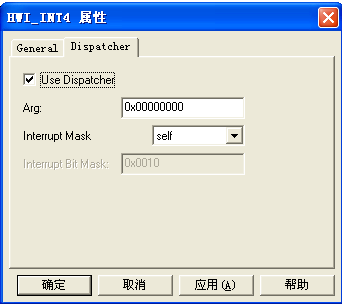 HWI_INT4 属性
General Dispatcher
Use Dispatcher
Arg: 0x00000000
Interrupt Mask self
Interrupt Bit Mask: 0x0010
确定 取消 应用(A) 帮助